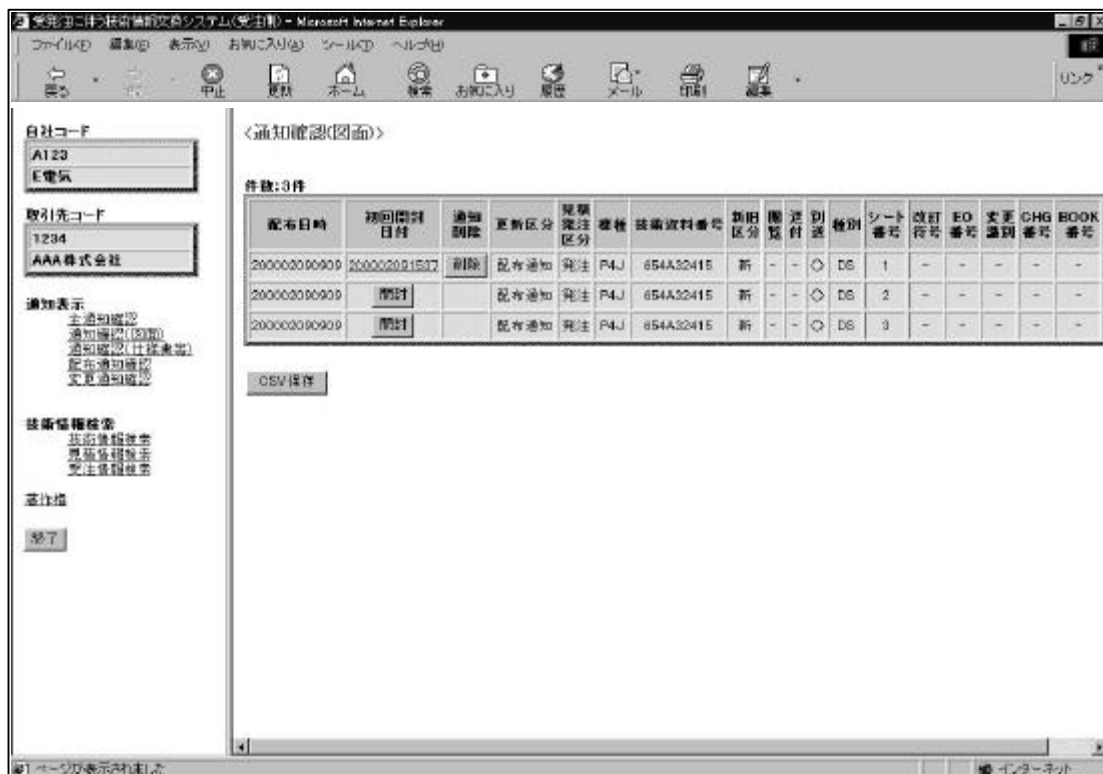 受発注に伴う技術情報交換システム(受注側) - Microsoft Internet Explorer
ファイル(F) 編集(E) 表示(V) お気に入り(A) ツール(T) ヘルプ(H)
戻る 中止 更新 ホーム 検索 お気に入り 履歴 メール 印刷 編集 リンク
自社コード
A123
E電気
取引先コード
1234
AAA株式会社
通知表示
全通知確認
通知確認(図面)
通知確認(仕様書等)
配布通知確認
変更通知確認
技術情報検索
技術情報検索
見積情報検索
受注情報検索
著作権
終了
<通知確認(図面)>
件数:3件
配布日時 初回開封日付 通知削除 更新区分 見積発注区分 機種 技術資料番号 新旧区分 閲覧 送付 別送 種別 シート番号 改訂符号 EO番号 変更識別 CHG番号 BOOK番号
200002090909 200002091537 削除 配布通知 発注 P4J 654A32415 新 - - ○ DS 1 - - - - -
200002090909 開封 配布通知 発注 P4J 654A32415 新 - - ○ DS 2 - - - - -
200002090909 開封 配布通知 発注 P4J 654A32415 新 - - ○ DS 3 - - - - -
CSV保存
ページが表示されました インターネット